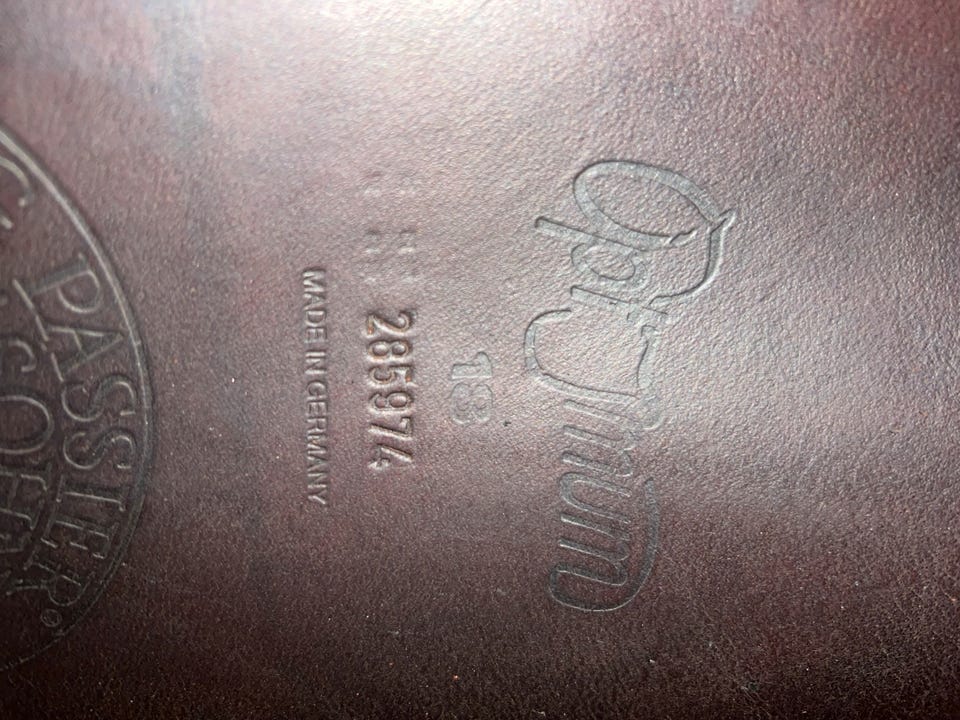 Optimum
18
285974
MADE IN GERMANY
PASSIER®